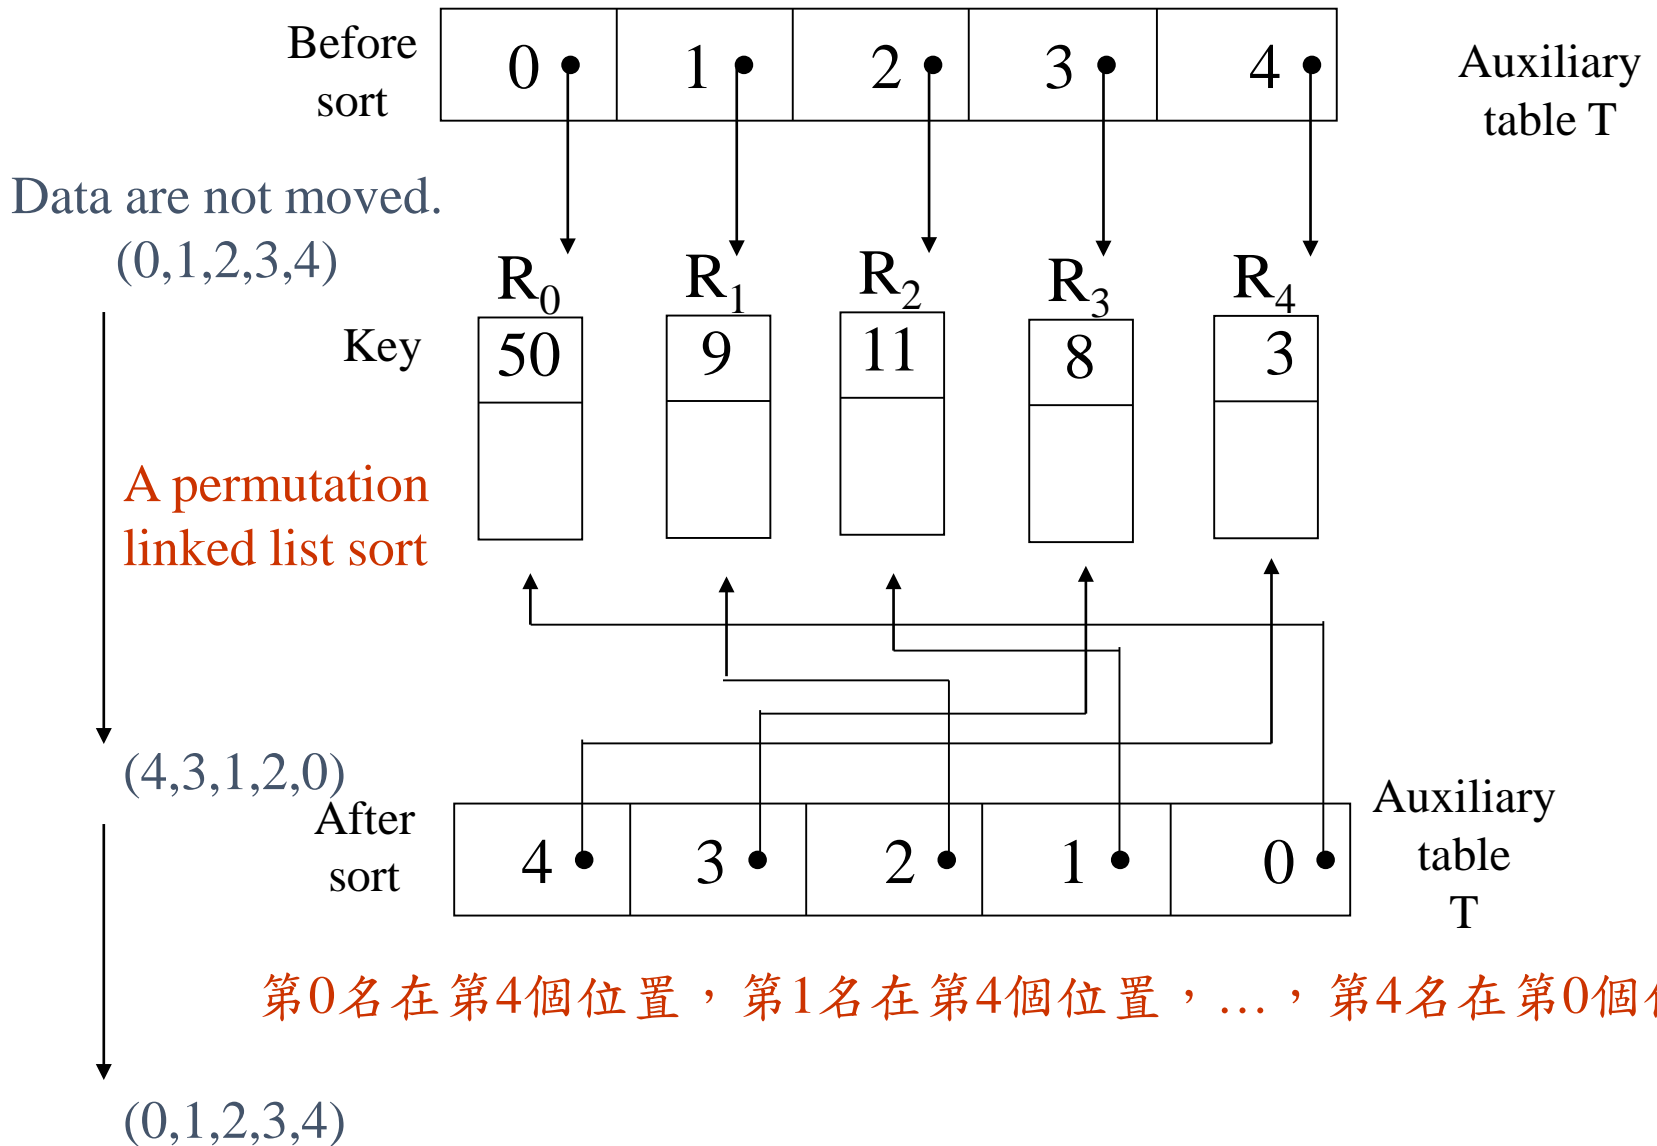 Before
sort
0 1 2 3 4
Auxiliary
table T
Data are not moved.
(0,1,2,3,4)
R0 R1 R2 R3 R4
Key
50 9 11 8 3
A permutation
linked list sort
(4,3,1,2,0)
After
sort
4 3 2 1 0
Auxiliary
table
T
第0名在第4個位置,第1名在第4個位置,…,第4名在第0個
(0,1,2,3,4)